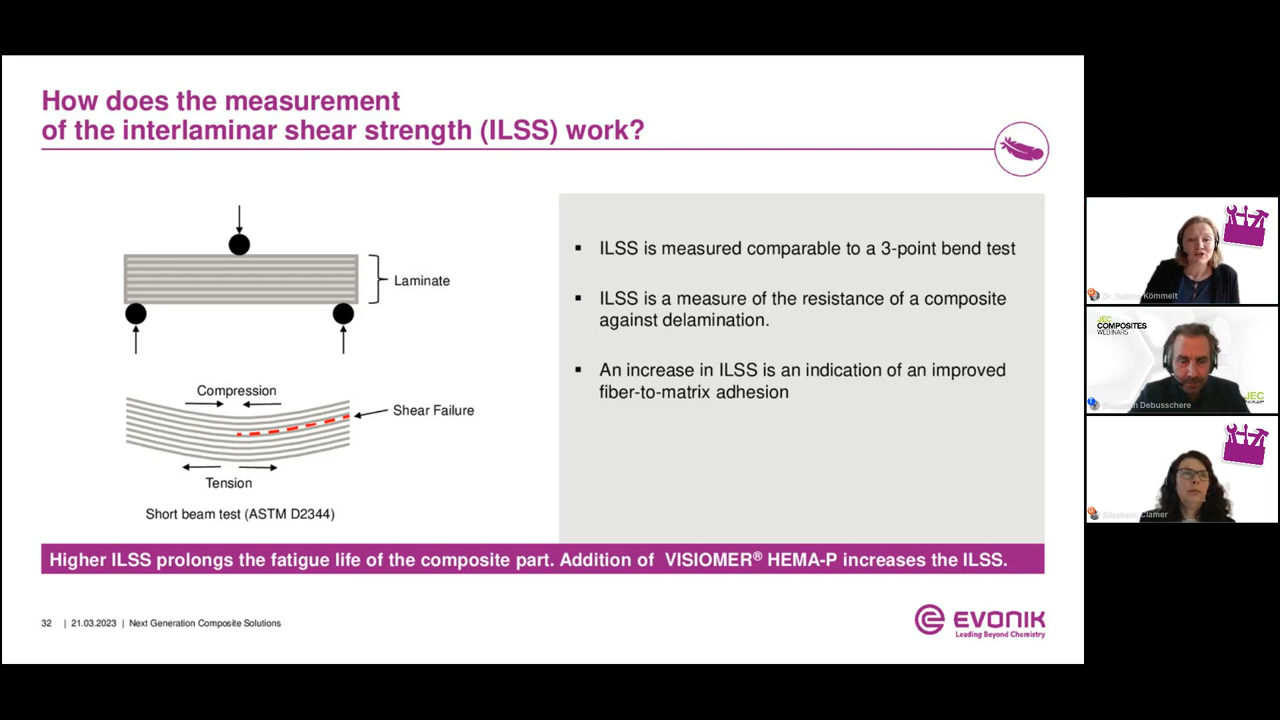 How does the measurement
of the interlaminar shear strength (ILSS) work?
Laminate
Compression
Shear Failure
Tension
Short beam test (ASTM D2344)
▪ ILSS is measured comparable to a 3-point bend test
▪ ILSS is a measure of the resistance of a composite
against delamination.
▪ An increase in ILSS is an indication of an improved
fiber-to-matrix adhesion
Higher ILSS prolongs the fatigue life of the composite part. Addition of VISIOMER® HEMA-P increases the ILSS.
32 | 21.03.2023 | Next Generation Composite Solutions
EVONIK
Leading Beyond Chemistry
Dr. Kömmelt
JEC
COMPOSITES
WEBINARS
JEC
Debusschere
Clamer